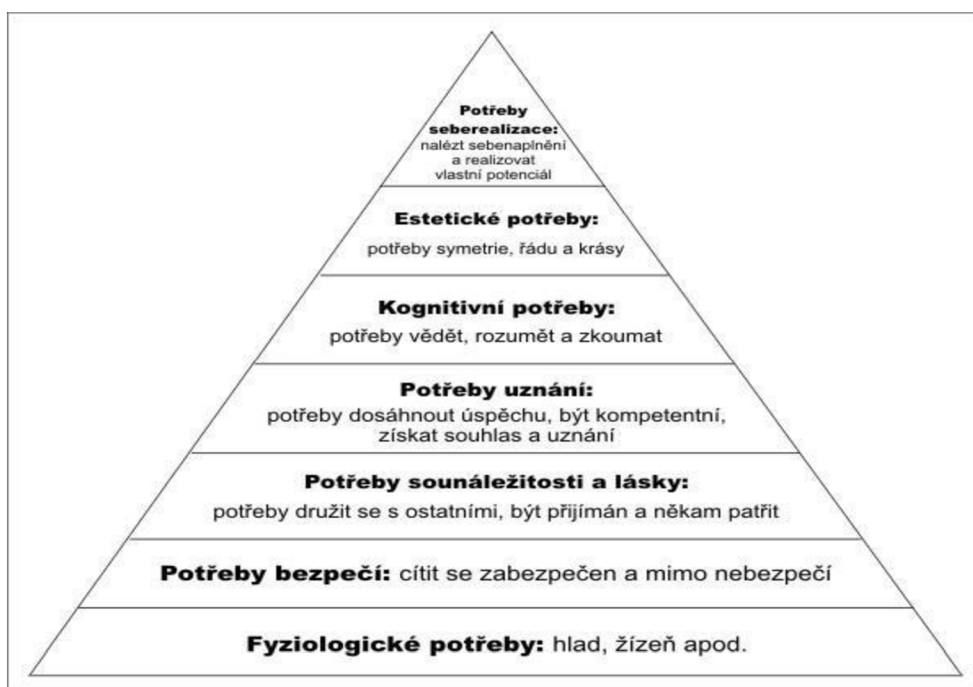 Potřeby
seberealizace:
nalézt sebenaplnění
a realizovat
vlastní potenciál
Estetické potřeby:
potřeby symetrie, řádu a krásy
Kognitivní potřeby:
potřeby vědět, rozumět a zkoumat
Potřeby uznání:
potřeby dosáhnout úspěchu, být kompetentní,
získat souhlas a uznání
Potřeby sounáležitosti a lásky:
potřeby družit se s ostatními, být přijímán a někam patřit
Potřeby bezpečí: cítit se zabezpečen a mimo nebezpečí
Fyziologické potřeby: hlad, žízeň apod.